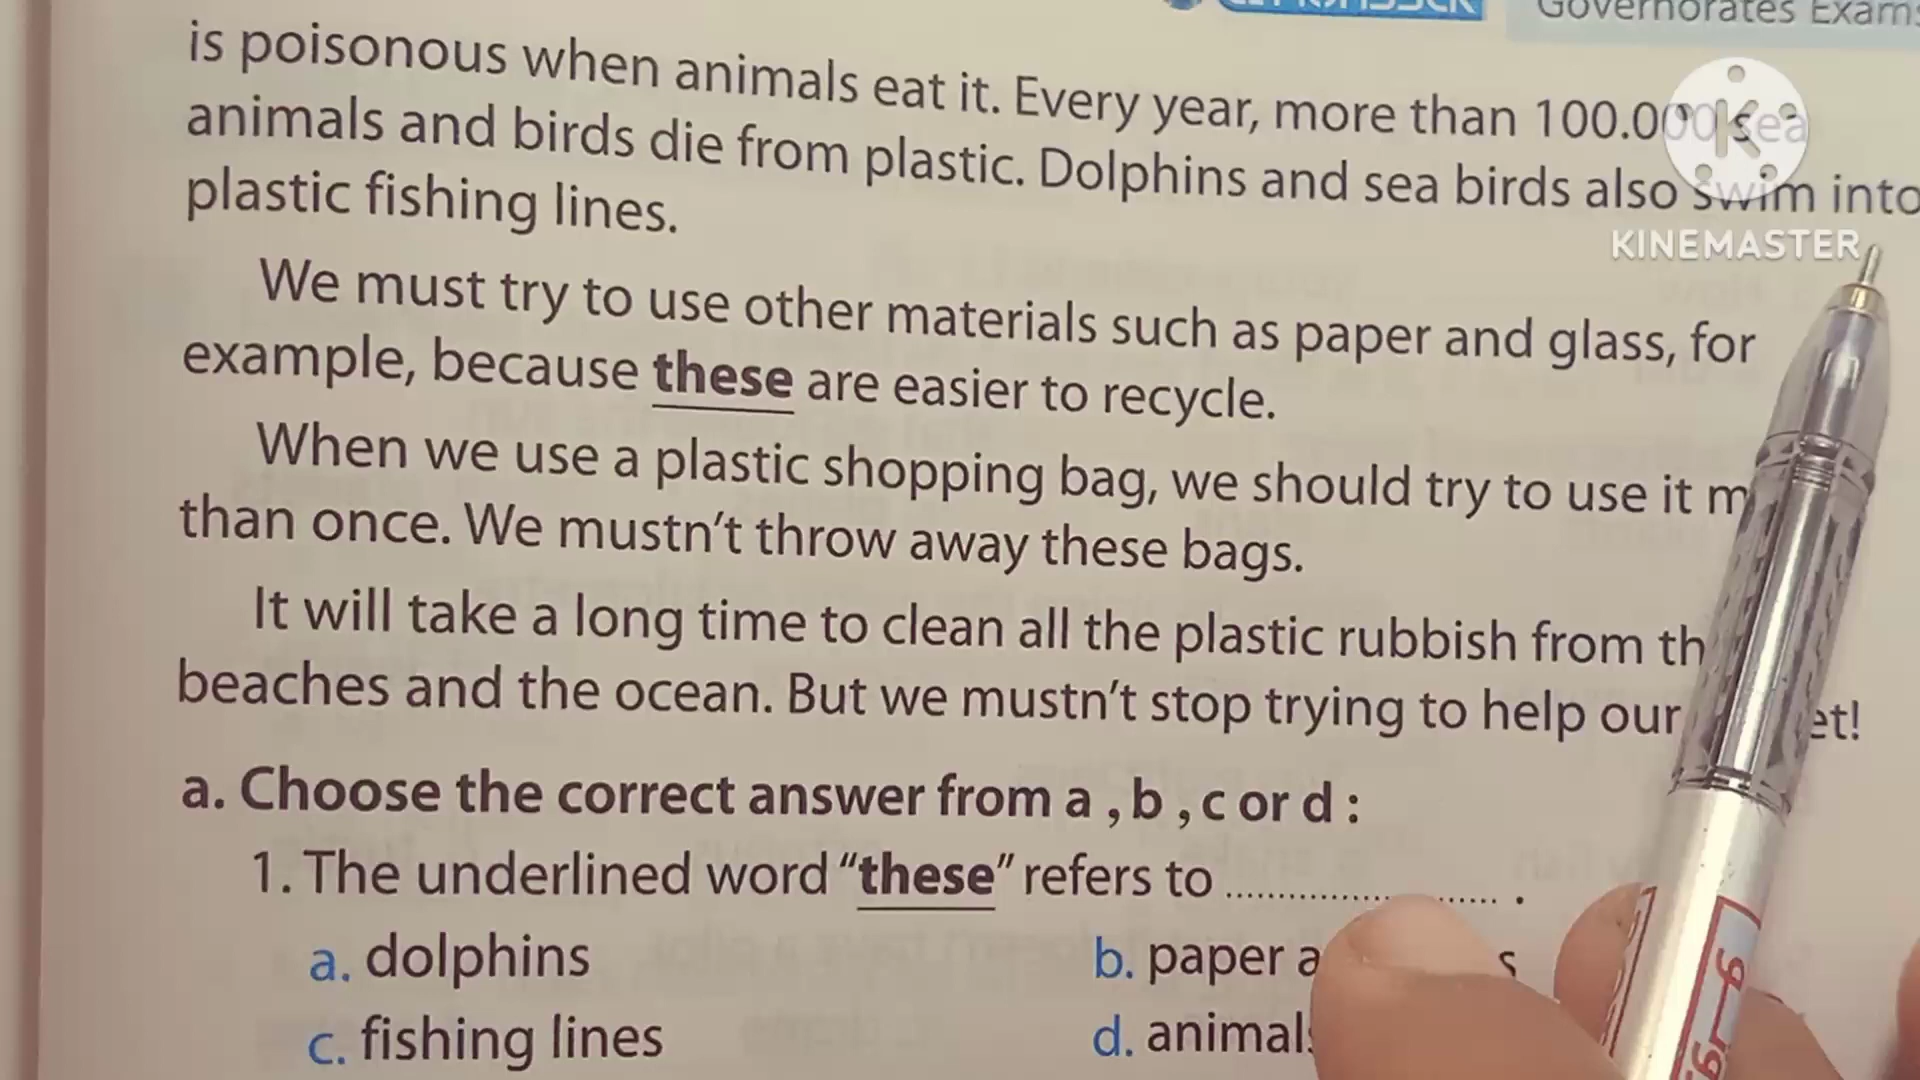 Governorates Exams
is poisonous when animals eat it. Every year, more than 100.000 sea
animals and birds die from plastic. Dolphins and sea birds also swim into
plastic fishing lines.
KINEMASTER
We must try to use other materials such as paper and glass, for
example, because these are easier to recycle.
When we use a plastic shopping bag, we should try to use it
than once. We mustn't throw away these bags.
It will take a long time to clean all the plastic rubbish from
beaches and the ocean. But we mustn't stop trying to help our
a. Choose the correct answer from a , b , c or d :
1. The underlined word "these" refers to .................................... .
a. dolphins
b. paper
c. fishing lines
d. animals